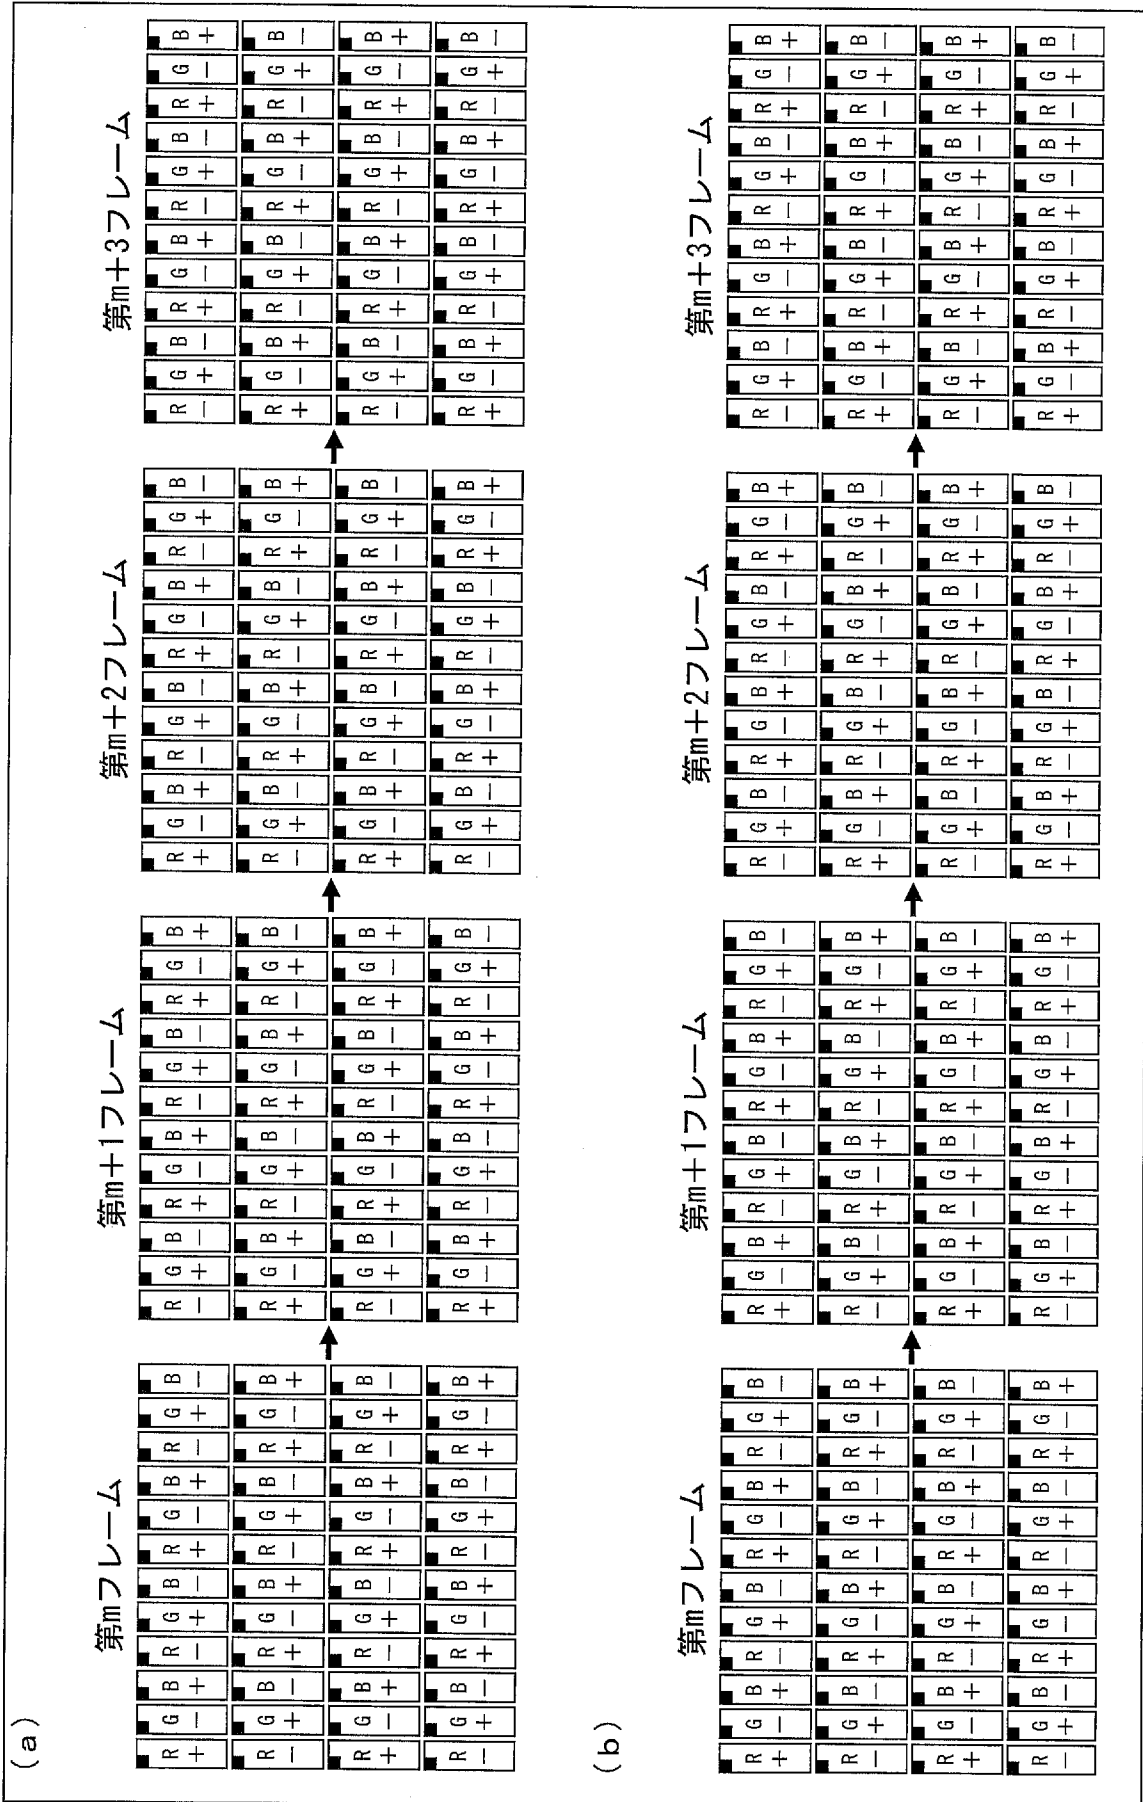 (a)
第mフレーム
R G B R G B R G B R G B
+ − + − + − + − + − + −
R G B R G B R G B R G B
− + − + − + − + − + − +
R G B R G B R G B R G B
+ − + − + − + − + − + −
R G B R G B R G B R G B
− + − + − + − + − + − +
第m+1フレーム
R G B R G B R G B R G B
− + − + − + − + − + − +
R G B R G B R G B R G B
+ − + − + − + − + − + −
R G B R G B R G B R G B
− + − + − + − + − + − +
R G B R G B R G B R G B
+ − + − + − + − + − + −
第m+2フレーム
R G B R G B R G B R G B
+ − + − + − + − + − + −
R G B R G B R G B R G B
− + − + − + − + − + − +
R G B R G B R G B R G B
+ − + − + − + − + − + −
R G B R G B R G B R G B
− + − + − + − + − + − +
第m+3フレーム
R G B R G B R G B R G B
− + − + − + − + − + − +
R G B R G B R G B R G B
+ − + − + − + − + − + −
R G B R G B R G B R G B
− + − + − + − + − + − +
R G B R G B R G B R G B
+ − + − + − + − + − + −
(b)
第mフレーム
R G B R G B R G B R G B
+ − + − + − + − + − + −
R G B R G B R G B R G B
− + − + − + − + − + − +
R G B R G B R G B R G B
+ − + − + − + − + − + −
R G B R G B R G B R G B
− + − + − + − + − + − +
第m+1フレーム
R G B R G B R G B R G B
+ − + − + − + − + − + −
R G B R G B R G B R G B
− + − + − + − + − + − +
R G B R G B R G B R G B
+ − + − + − + − + − + −
R G B R G B R G B R G B
− + − + − + − + − + − +
第m+2フレーム
R G B R G B R G B R G B
− + − + − + − + − + − +
R G B R G B R G B R G B
+ − + − + − + − + − + −
R G B R G B R G B R G B
− + − + − + − + − + − +
R G B R G B R G B R G B
+ − + − + − + − + − + −
第m+3フレーム
R G B R G B R G B R G B
− + − + − + − + − + − +
R G B R G B R G B R G B
+ − + − + − + − + − + −
R G B R G B R G B R G B
− + − + − + − + − + − +
R G B R G B R G B R G B
+ − + − + − + − + − + −